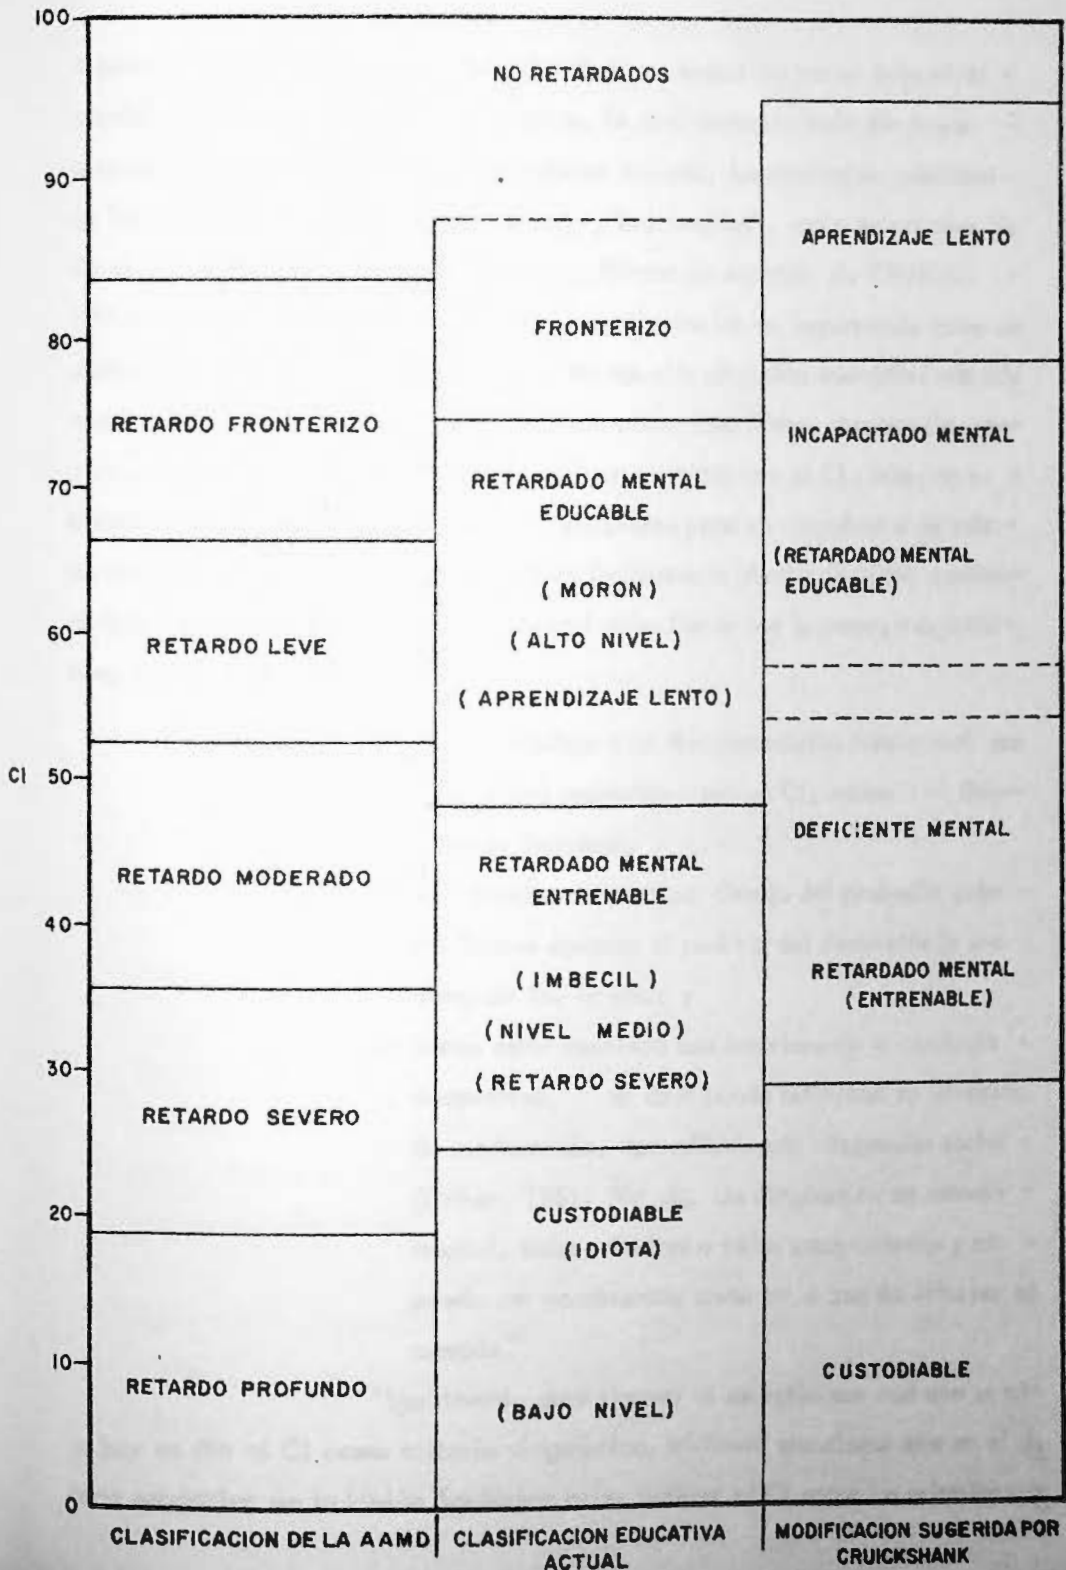 100
NO RETARDADOS
90
APRENDIZAJE LENTO
80
FRONTERIZO
RETARDO FRONTERIZO
INCAPACITADO MENTAL
70
RETARDADO MENTAL
EDUCABLE
(RETARDADO MENTAL
EDUCABLE)
(MORON)
60
RETARDO LEVE
(ALTO NIVEL)
(APRENDIZAJE LENTO)
CI 50
DEFICIENTE MENTAL
RETARDO MODERADO
RETARDADO MENTAL
ENTRENABLE
40
(IMBECIL)
RETARDADO MENTAL
(ENTRENABLE)
(NIVEL MEDIO)
30
(RETARDO SEVERO)
RETARDO SEVERO
20
CUSTODIABLE
(IDIOTA)
10
RETARDO PROFUNDO
(BAJO NIVEL)
CUSTODIABLE
0
CLASIFICACION DE LA AAMD
CLASIFICACION EDUCATIVA
ACTUAL
MODIFICACION SUGERIDA POR
CRUICKSHANK